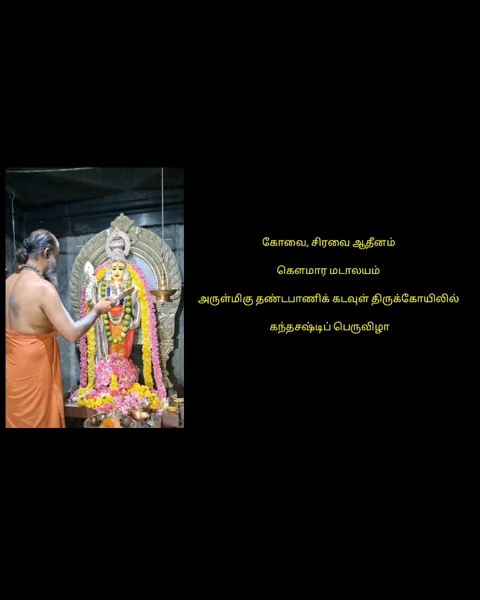 கோவை, சிரவை ஆதீனம்
கௌமார மடாலயம்
அருள்மிகு தண்டபாணிக் கடவுள் திருக்கோயிலில்
கந்தசஷ்டிப் பெருவிழா